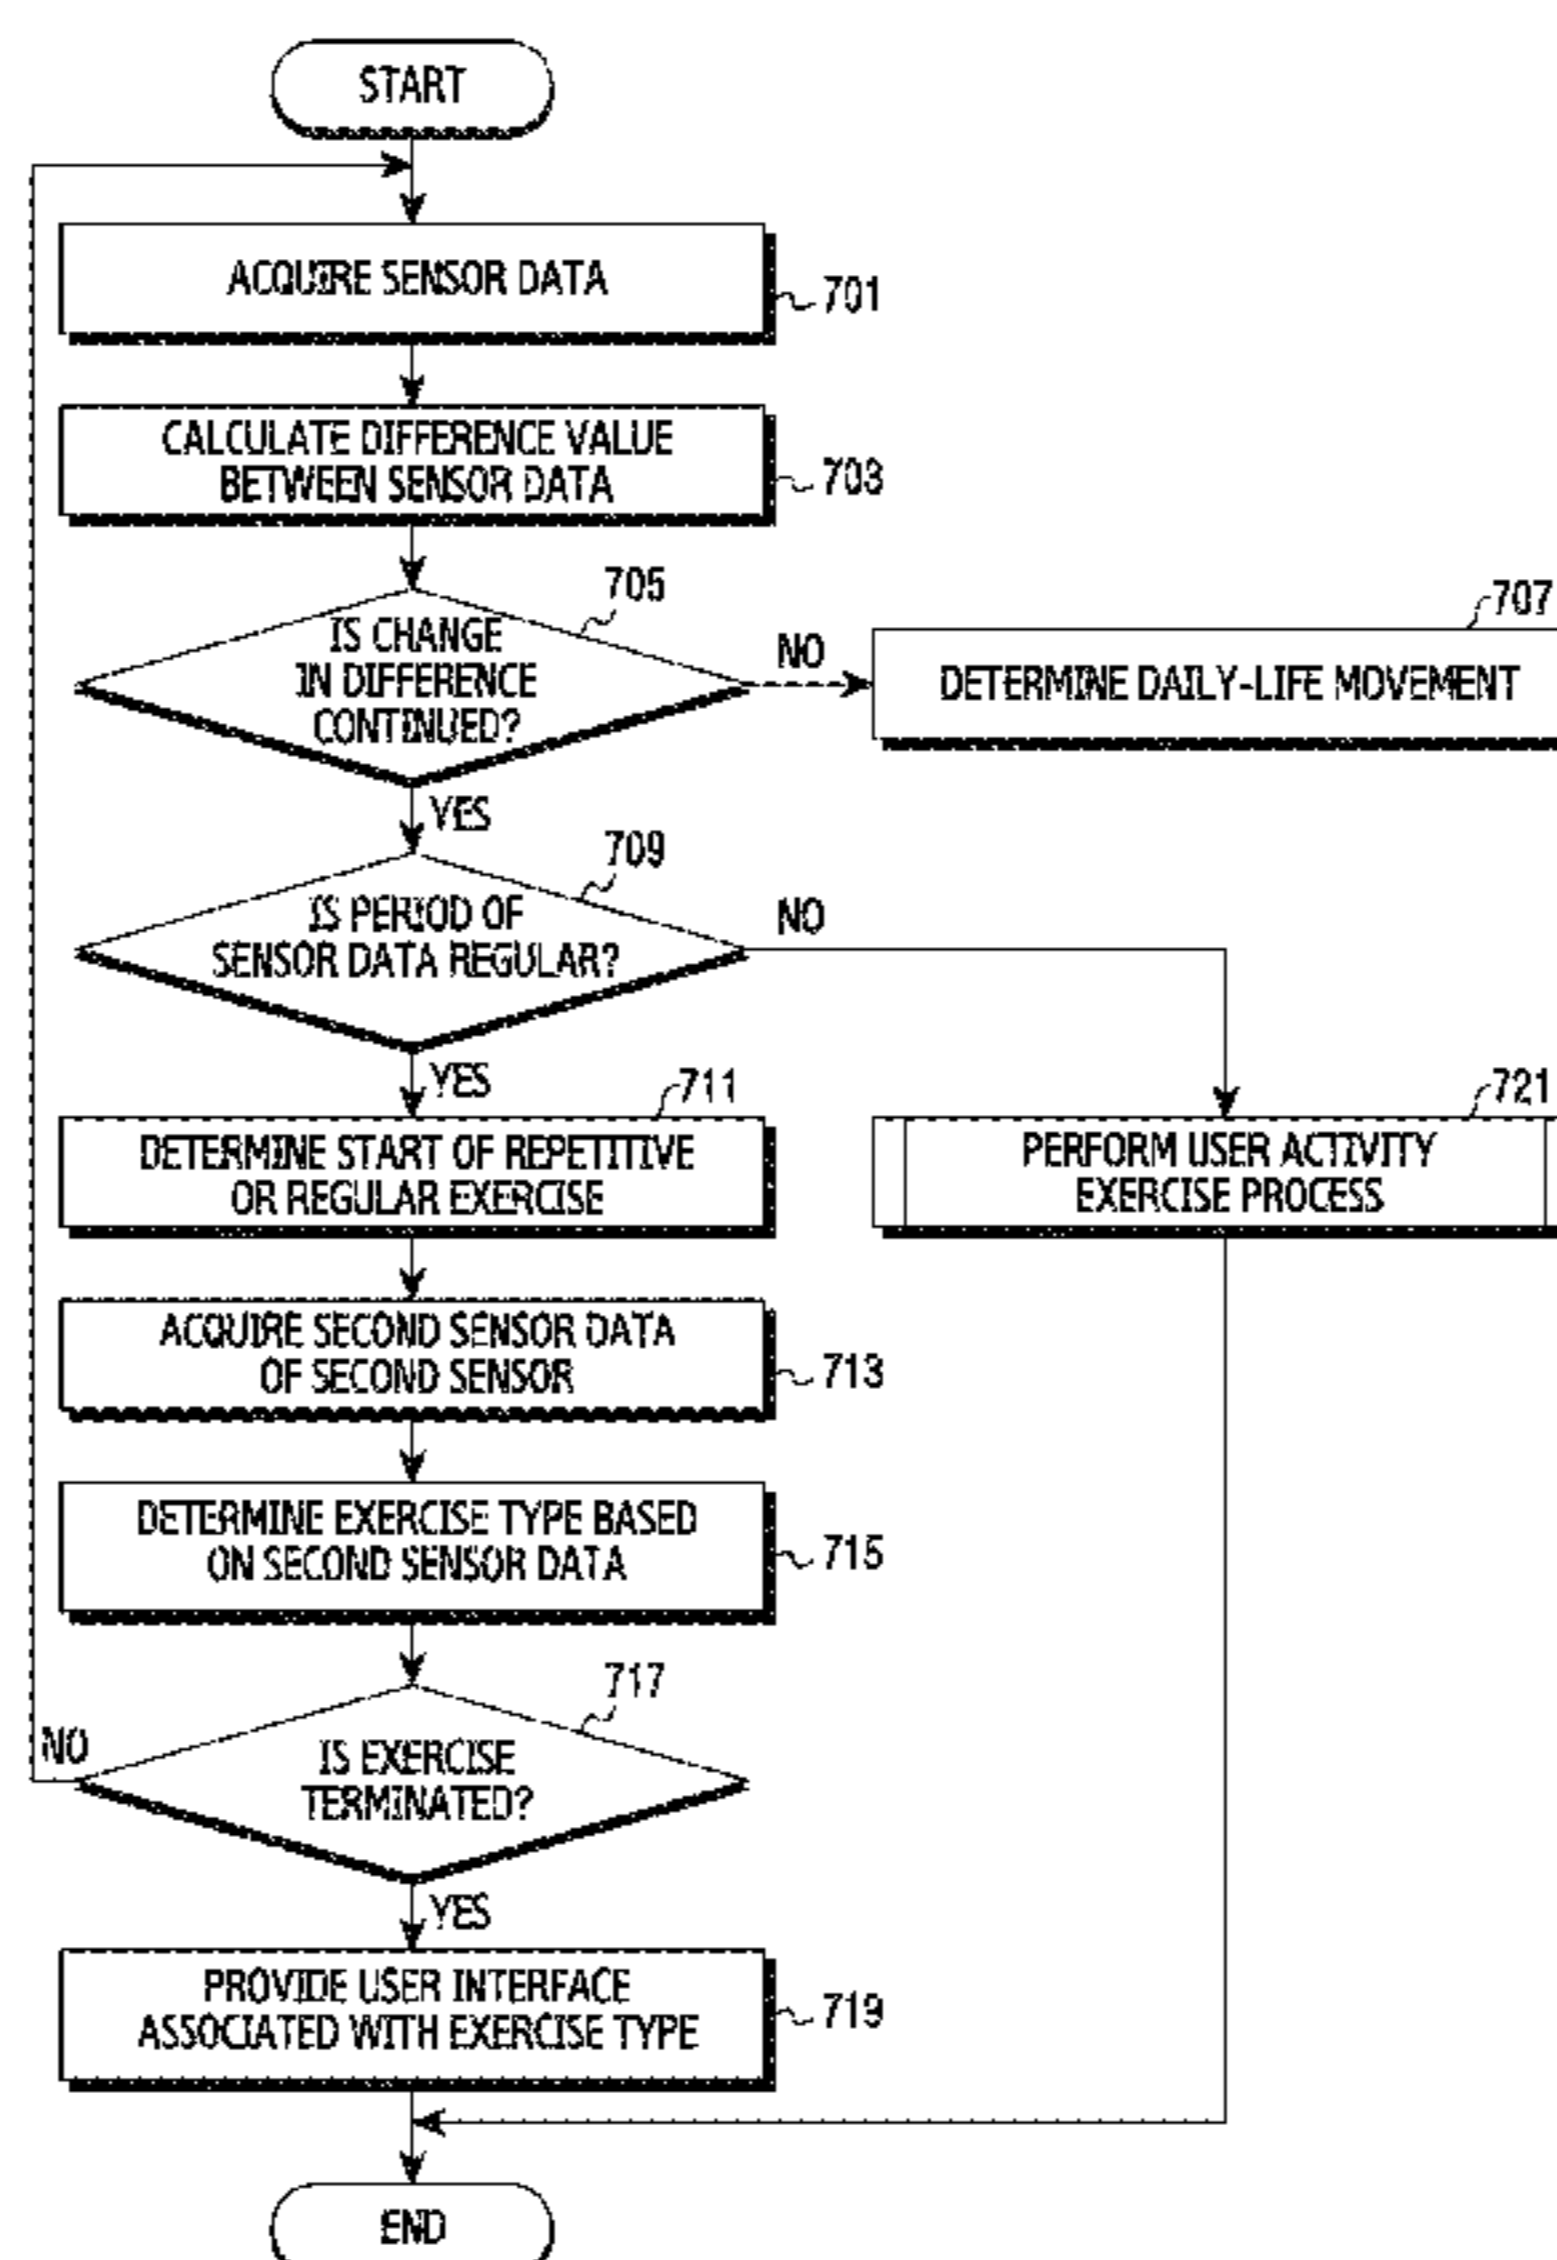 START
ACQUIRE SENSOR DATA
701
CALCULATE DIFFERENCE VALUE
BETWEEN SENSOR DATA
703
705
IS CHANGE
IN DIFFERENCE
CONTINUED?
NO
707
DETERMINE DAILY-LIFE MOVEMENT
YES
709
IS PERIOD OF
SENSOR DATA REGULAR?
NO
YES
711
DETERMINE START OF REPETITIVE
OR REGULAR EXERCISE
721
PERFORM USER ACTIVITY
EXERCISE PROCESS
ACQUIRE SECOND SENSOR DATA
OF SECOND SENSOR
713
DETERMINE EXERCISE TYPE BASED
ON SECOND SENSOR DATA
715
717
NO
IS EXERCISE
TERMINATED?
YES
PROVIDE USER INTERFACE
ASSOCIATED WITH EXERCISE TYPE
719
END